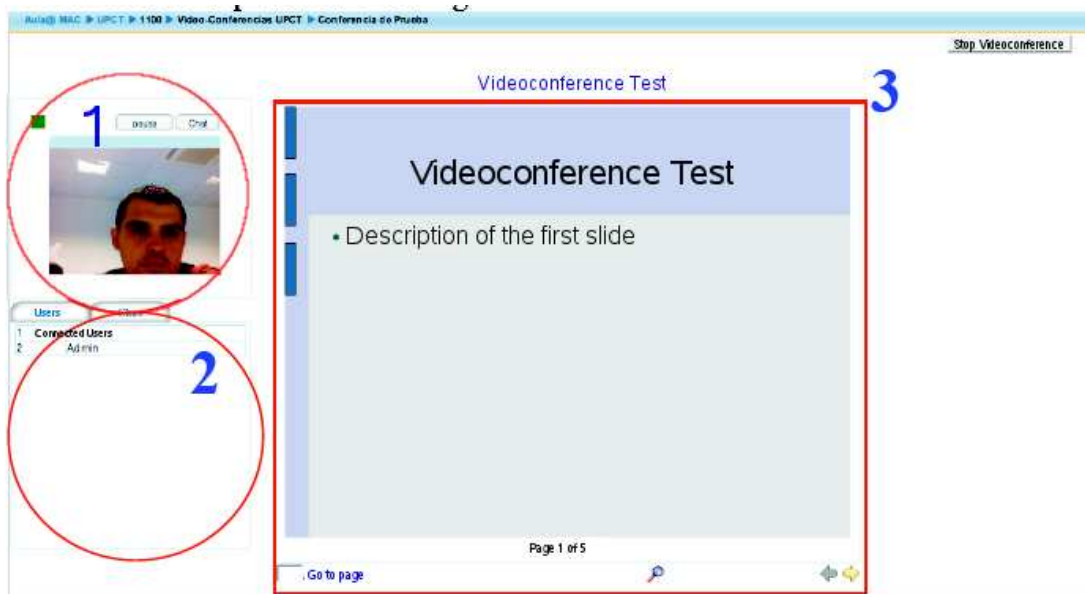 Aula@ MAC ▶ UPCT ▶ 1100 ▶ Video-Conferencias UPCT ▶ Conferencia de Prueba
Stop Videoconference
Videoconference Test
3
1
pausa Chat
Videoconference Test
• Description of the first slide
Users
1 Connected Users
2 Admin
2
Page 1 of 5
. Go to page